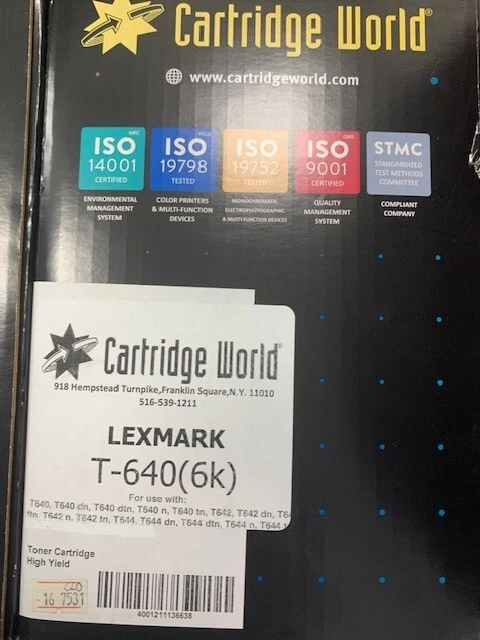 Cartridge World®
www.cartridgeworld.com
ISO 14001 CERTIFIED
ENVIRONMENTAL
MANAGEMENT
SYSTEM
ISO 19798 TESTED
COLOR PRINTERS
& MULTI-FUNCTION
DEVICES
ISO 19752 TESTED
MONOCHROMATIC
ELECTROPHOTOGRAPHIC
& MULTI-FUNCTION DEVICES
ISO 9001 CERTIFIED
QUALITY
MANAGEMENT
SYSTEM
STMC
STANDARDIZED
TEST METHODS
COMMITTEE
COMPLIANT
COMPANY
Cartridge World®
918 Hempstead Turnpike,Franklin Square,N.Y. 11010
516-539-1211
LEXMARK
T-640(6k)
For use with:
T640, T640 dn, T640 dtn, T640 n, T640 tn, T642, T642 dn,
T642 n, T642 tn, T644, T644 dn, T644 dtn, T644 n, T644
Toner Cartridge
High Yield
-16 7531
4001211136638